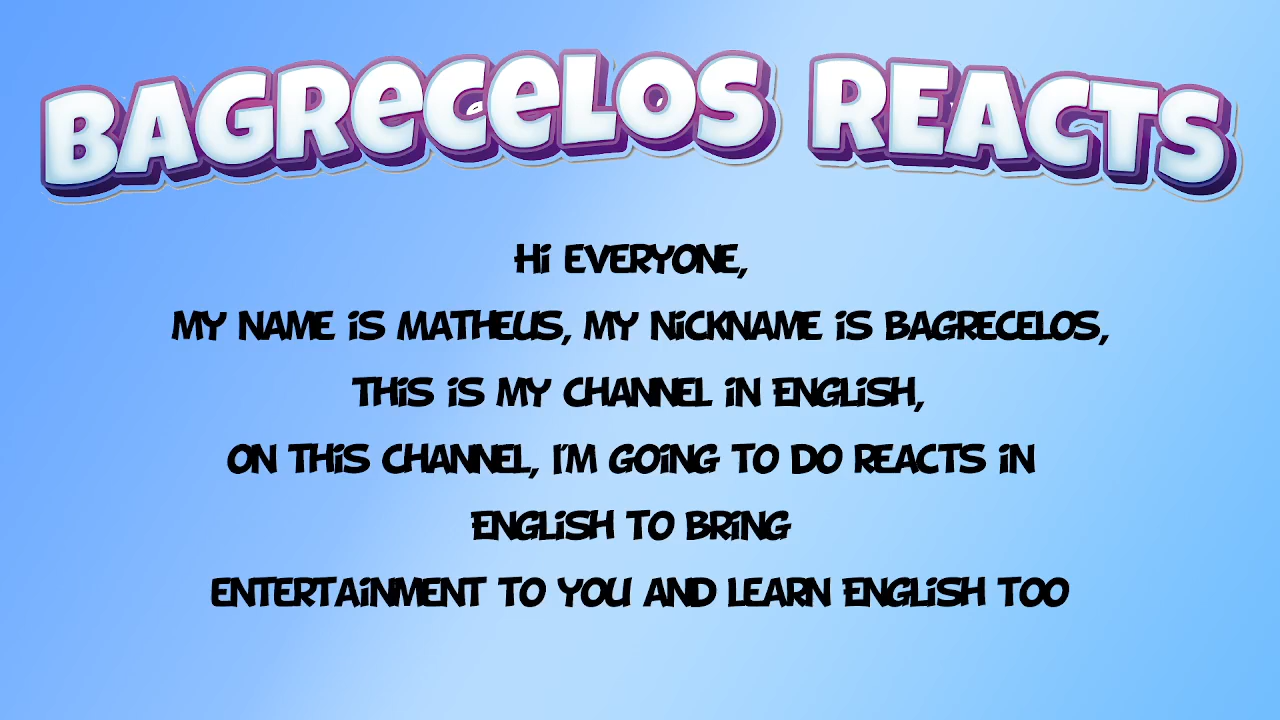 BAGReCeLOS REACTS
Hi EVERYONE,
MY NAME iS MATHEUS, MY NiCKNAME iS BAGRECELOS,
THiS iS MY CHANNEL iN ENGLiSH,
ON THiS CHANNEL, I'M GOiNG TO DO REACTS iN
ENGLiSH TO BRiNG
ENTERTAiNMENT TO YOU AND LEARN ENGLiSH TOO